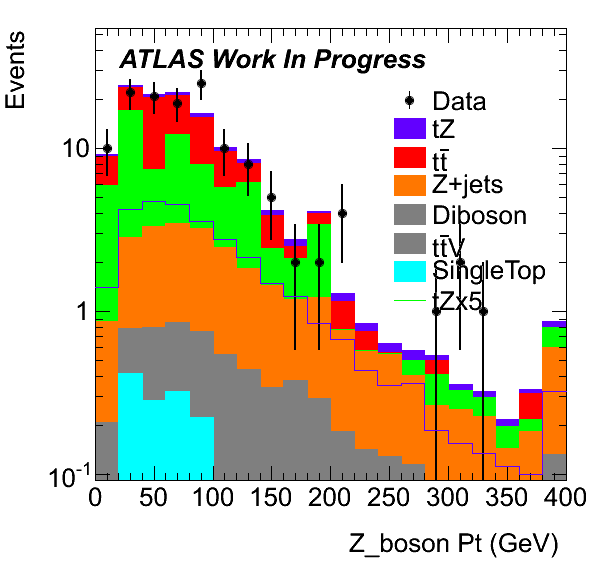 Events
ATLAS Work In Progress
Data
tZ
tt̄
Z+jets
Diboson
tt̄V
SingleTop
tZx5
10
1
10⁻¹
0 50 100 150 200 250 300 350 400
Z_boson Pt (GeV)